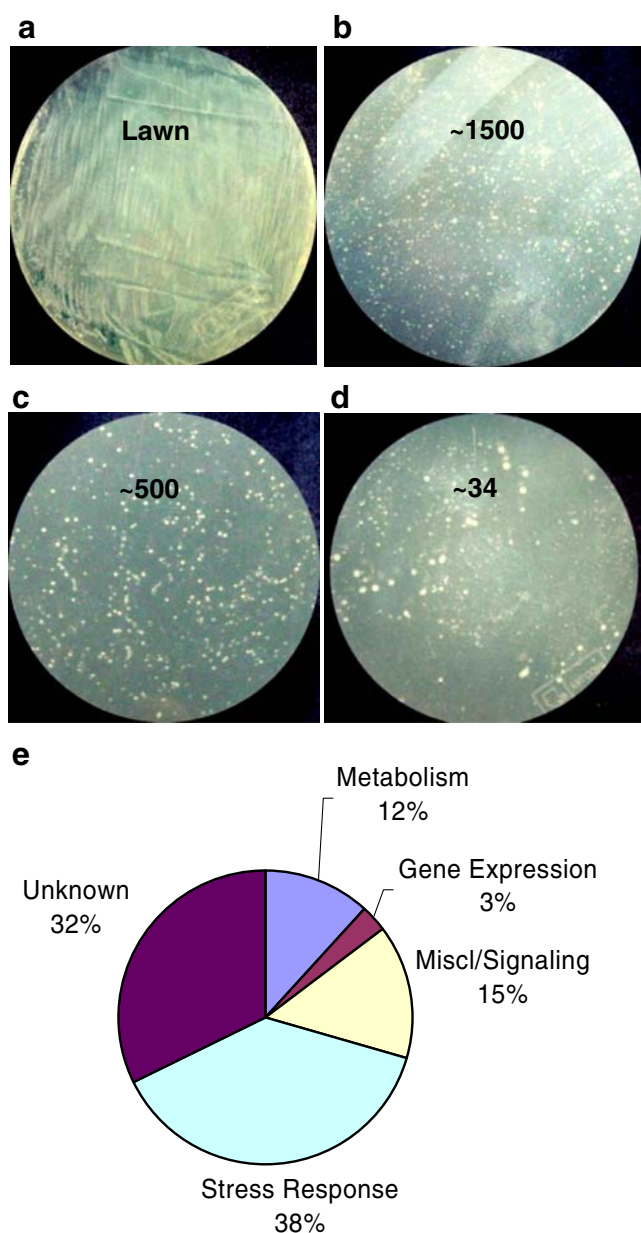 a
b
Lawn
~1500
c
d
~500
~34
e
Metabolism
12%
Gene Expression
3%
Unknown
32%
Miscl/Signaling
15%
Stress Response
38%